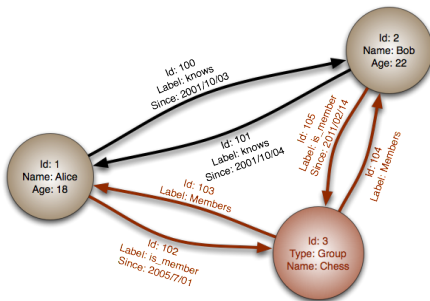 Id: 2
Name: Bob
Age: 22
Id: 100
Label: knows
Since: 2001/10/03
Id: 101
Label: knows
Since: 2001/10/04
Id: 105
Label: is_member
Since: 2011/02/14
Id: 104
Label: Members
Id: 1
Name: Alice
Age: 18
Id: 103
Label: Members
Id: 102
Label: is_member
Since: 2005/7/01
Id: 3
Type: Group
Name: Chess